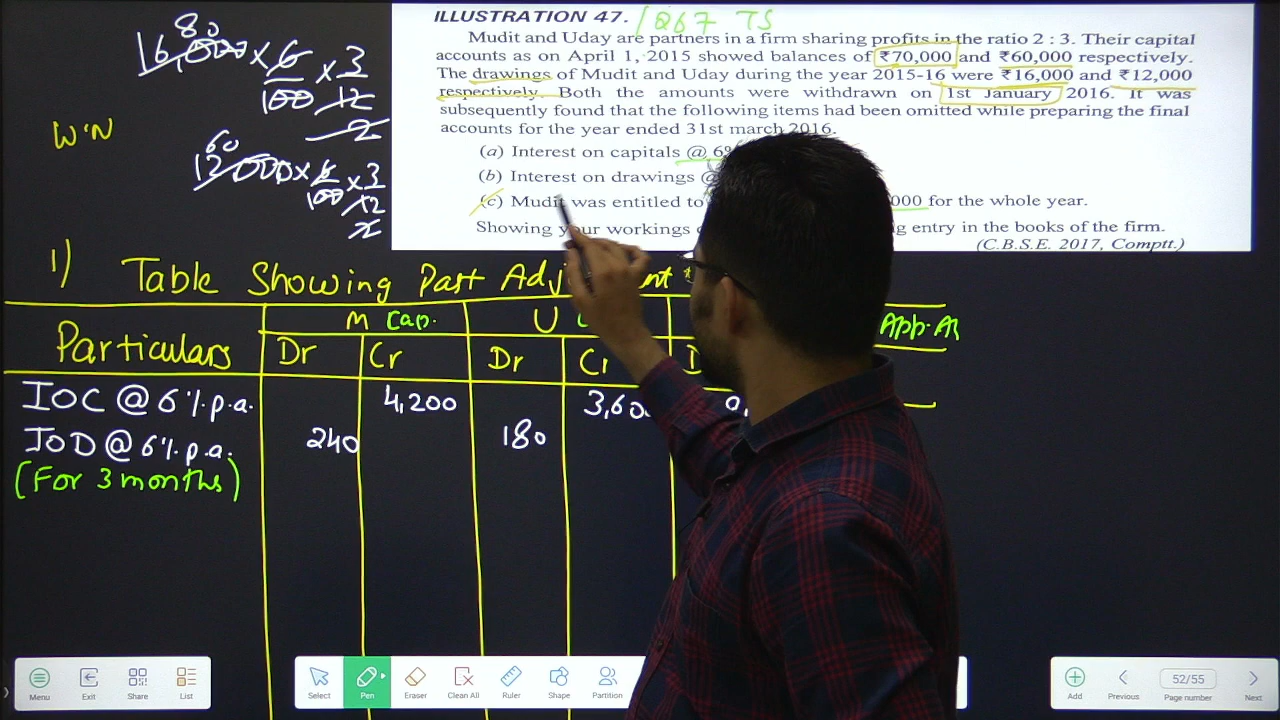 ILLUSTRATION 47. Q67 TS
Mudit and Uday are partners in a firm sharing profits in the ratio 2 : 3. Their capital
accounts as on April 1, 2015 showed balances of ₹70,000 and ₹60,000 respectively.
The drawings of Mudit and Uday during the year 2015-16 were ₹16,000 and ₹12,000
respectively. Both the amounts were withdrawn on 1st January 2016. It was
subsequently found that the following items had been omitted while preparing the final
accounts for the year ended 31st march 2016.
(a) Interest on capitals @ 6%
(b) Interest on drawings @
(c) Mudit was entitled to 000 for the whole year.
Showing your workings entry in the books of the firm.
(C.B.S.E. 2017, Comptt.)
80
16,000 × 6 × 3
100 12
2
W·N
60
12000 × 6 × 3
100 12
2
1) Table Showing Past
M Cap. U App. A
Particulars Dr Cr Dr Cr
IOC @ 6%.p.a. 4,200
IOD @ 6%.p.a. 240 180
(For 3 months)
Menu Exit Share List Select Pen Eraser Clean All Ruler Shape Partition Add Previous 52/55 Page number Next